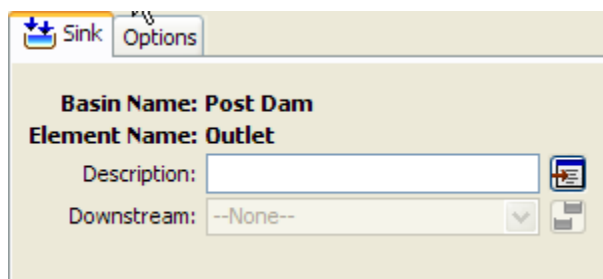 Sink Options
Basin Name: Post Dam
Element Name: Outlet
Description:
Downstream: --None--